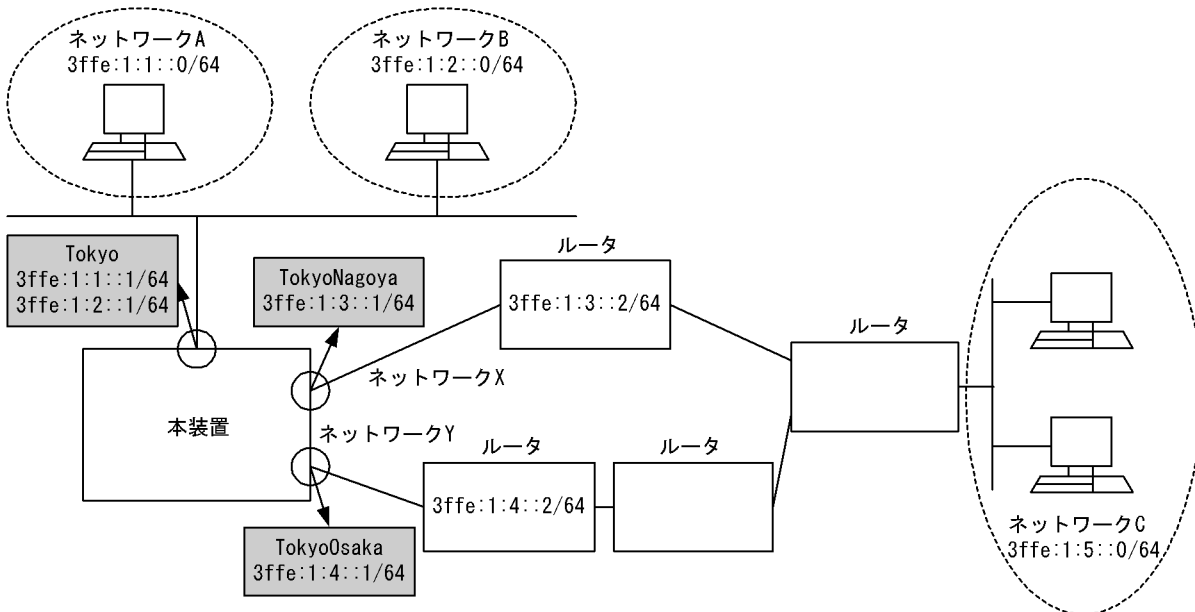 ネットワークA
3ffe:1:1::0/64
ネットワークB
3ffe:1:2::0/64
Tokyo
3ffe:1:1::1/64
3ffe:1:2::1/64
TokyoNagoya
3ffe:1:3::1/64
ルータ
3ffe:1:3::2/64
ルータ
ネットワークX
本装置
ネットワークY
ルータ
3ffe:1:4::2/64
ルータ
TokyoOsaka
3ffe:1:4::1/64
ネットワークC
3ffe:1:5::0/64